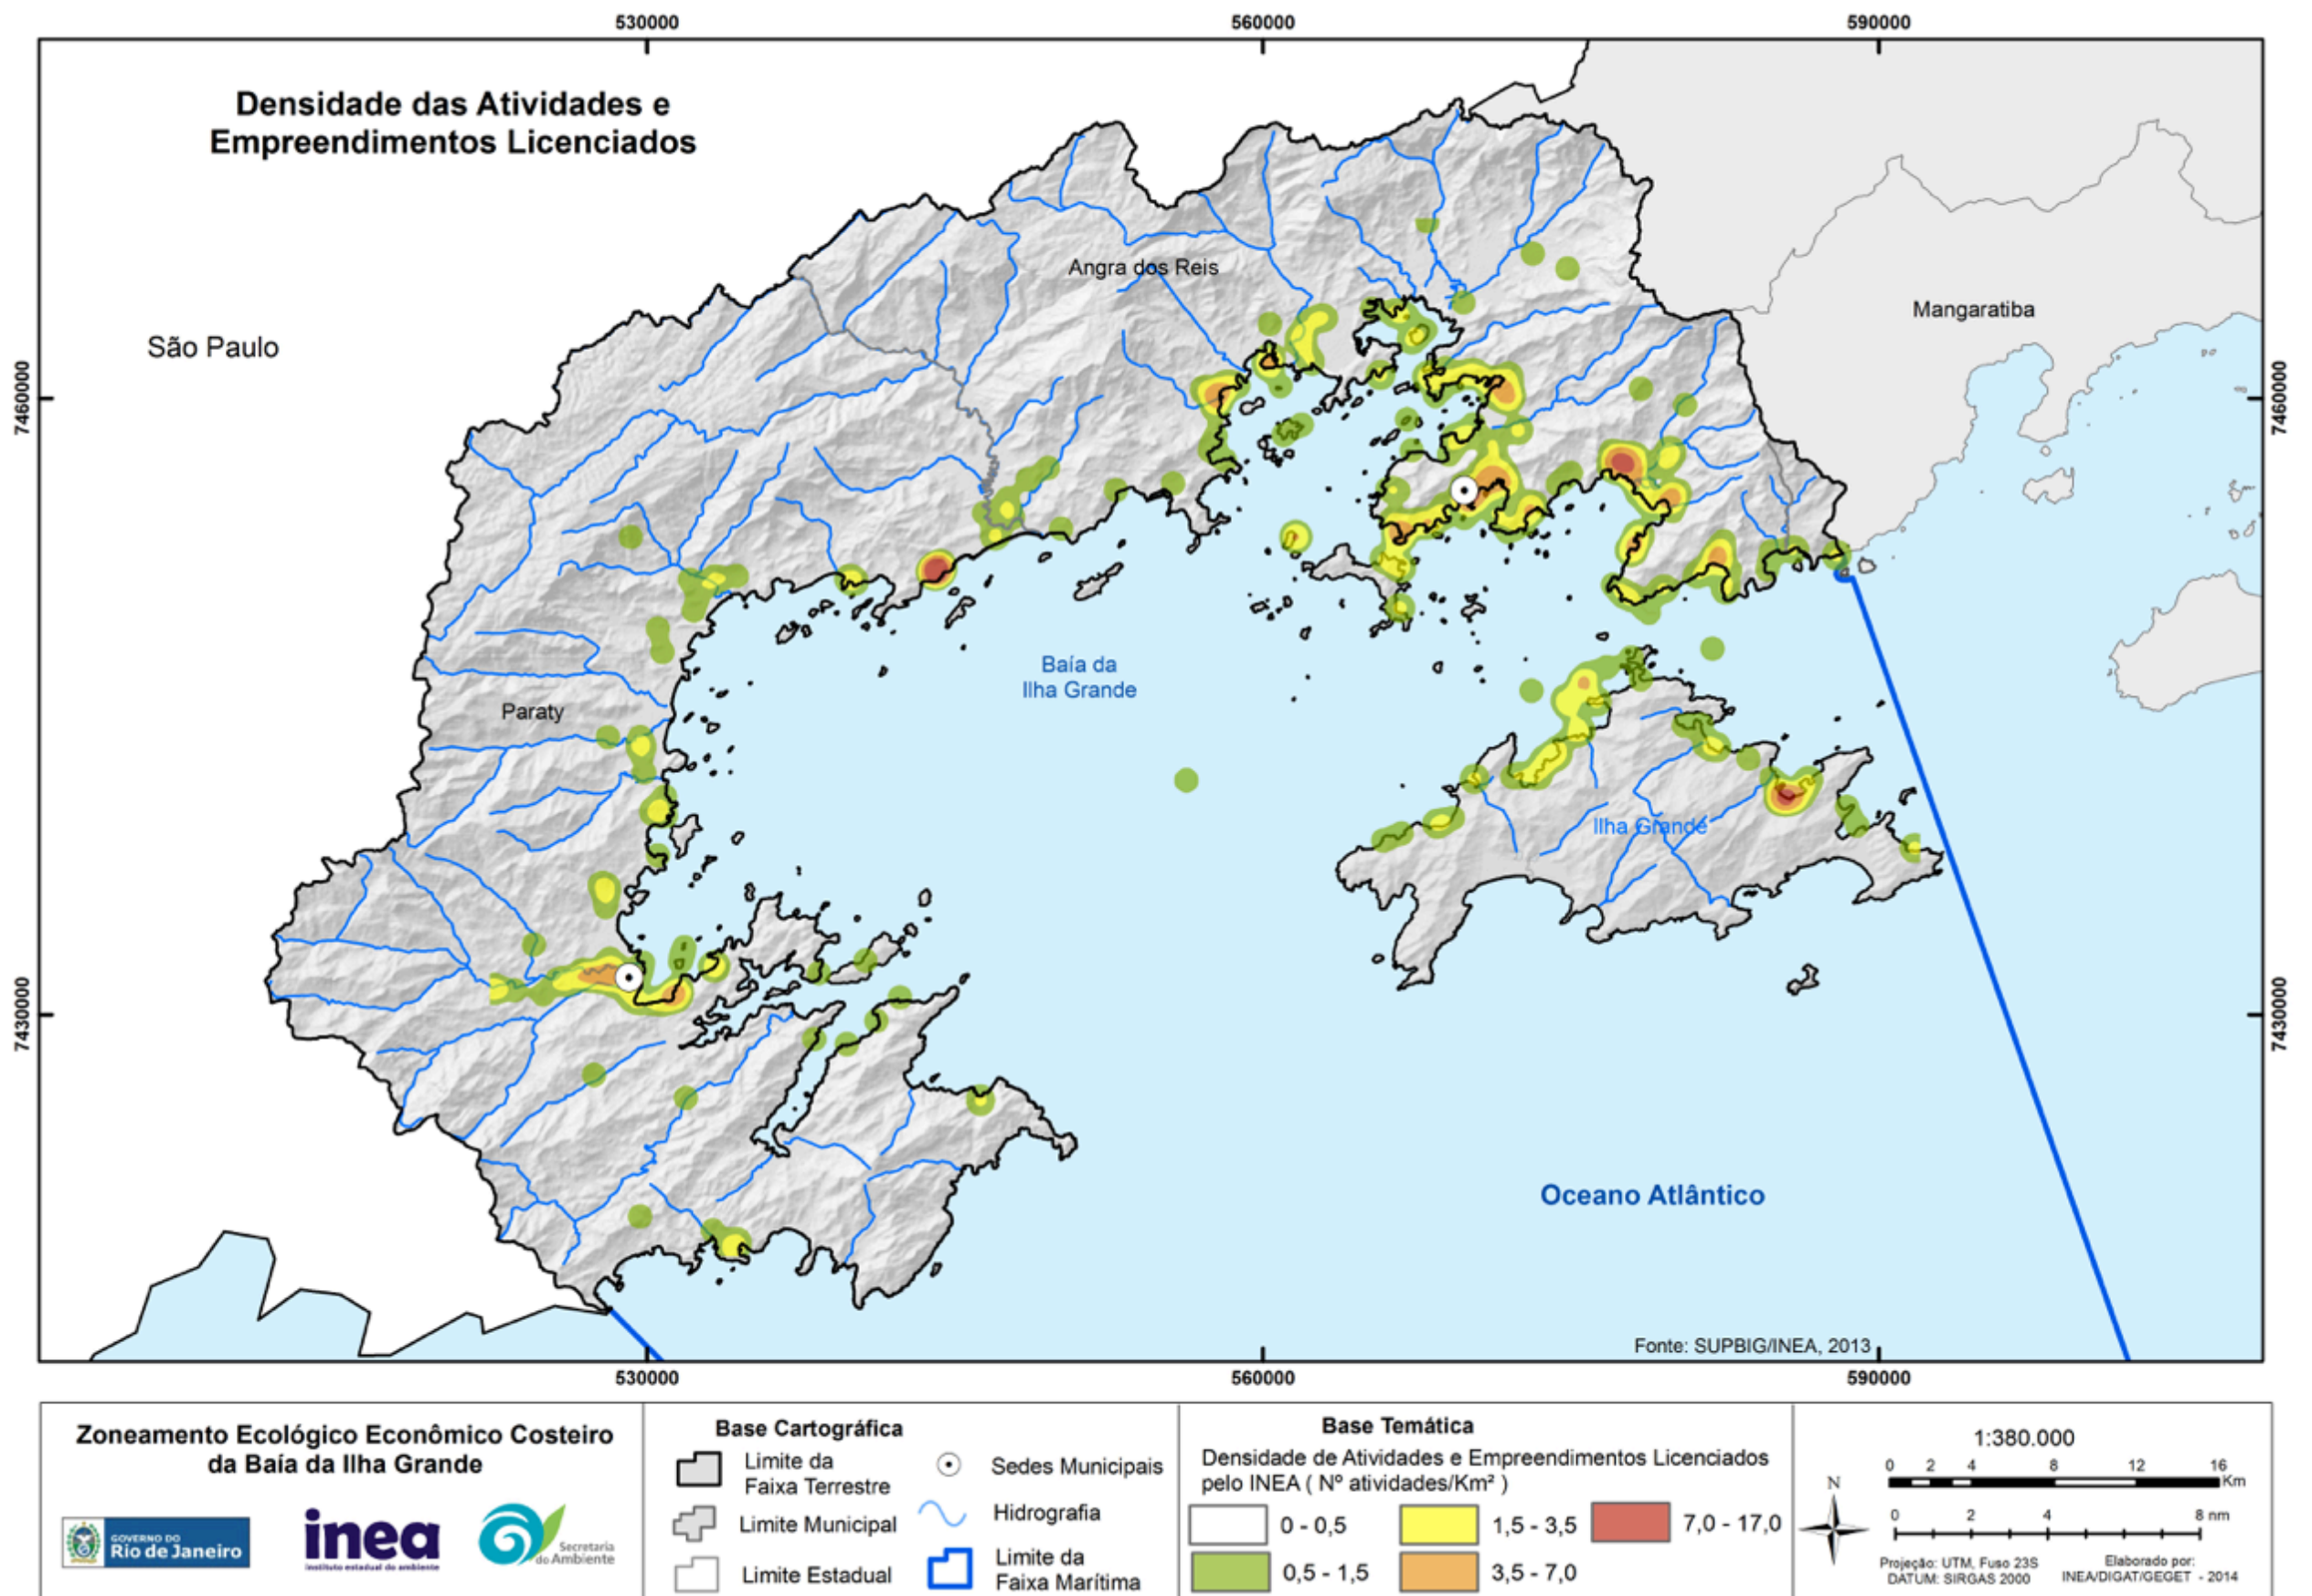 530000
560000
590000
Densidade das Atividades e
Empreendimentos Licenciados
Angra dos Reis
Mangaratiba
São Paulo
7460000
7460000
Baía da
Ilha Grande
Paraty
Ilha Grande
7430000
7430000
Oceano Atlântico
Fonte: SUPBIG/INEA, 2013
530000
560000
590000
Zoneamento Ecológico Econômico Costeiro
da Baía da Ilha Grande
GOVERNO DO
Rio de Janeiro
inea
instituto estadual do ambiente
Secretaria
do Ambiente
Base Cartográfica
Limite da
Faixa Terrestre
Limite Municipal
Limite Estadual
Sedes Municipais
Hidrografia
Limite da
Faixa Marítima
Base Temática
Densidade de Atividades e Empreendimentos Licenciados
pelo INEA ( Nº atividades/Km² )
0 - 0,5
0,5 - 1,5
1,5 - 3,5
3,5 - 7,0
7,0 - 17,0
1:380.000
0 2 4 8 12 16
Km
N
0 2 4 8 nm
Projeção: UTM, Fuso 23S
DATUM: SIRGAS 2000
Elaborado por:
INEA/DIGAT/GEGET - 2014